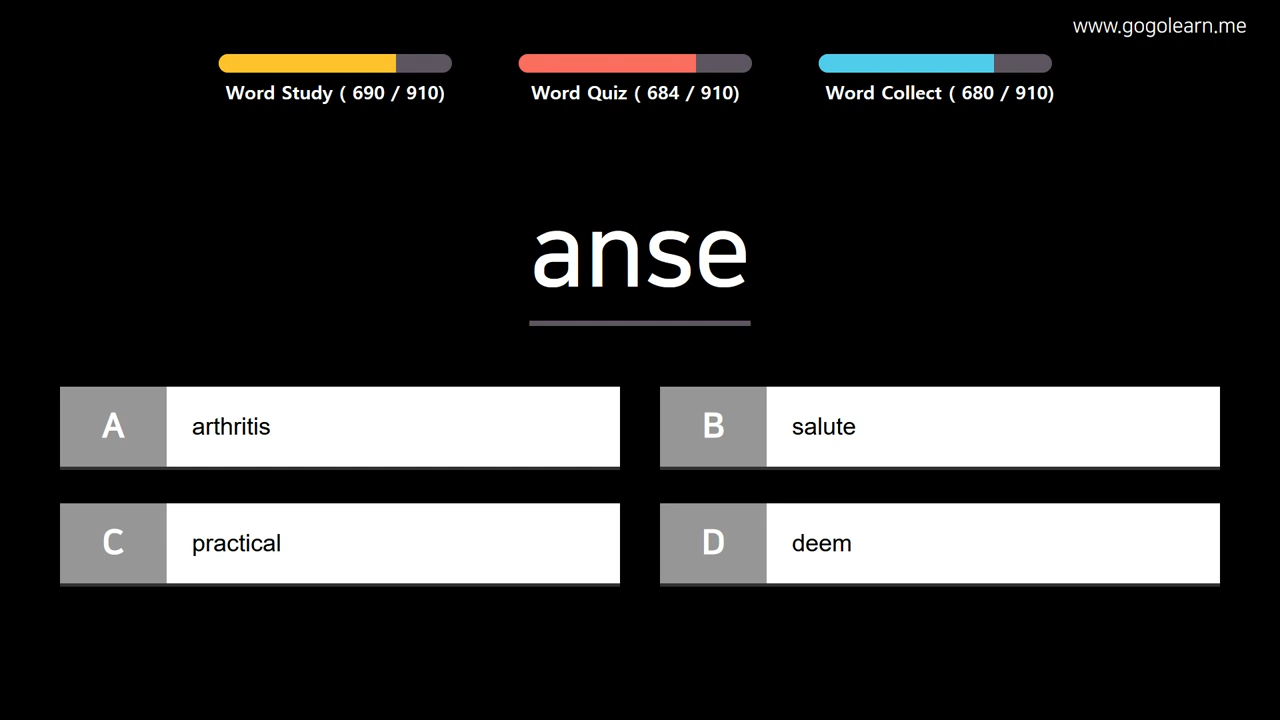 www.gogolearn.me
Word Study ( 690 / 910)
Word Quiz ( 684 / 910)
Word Collect ( 680 / 910)
anse
A arthritis
B salute
C practical
D deem